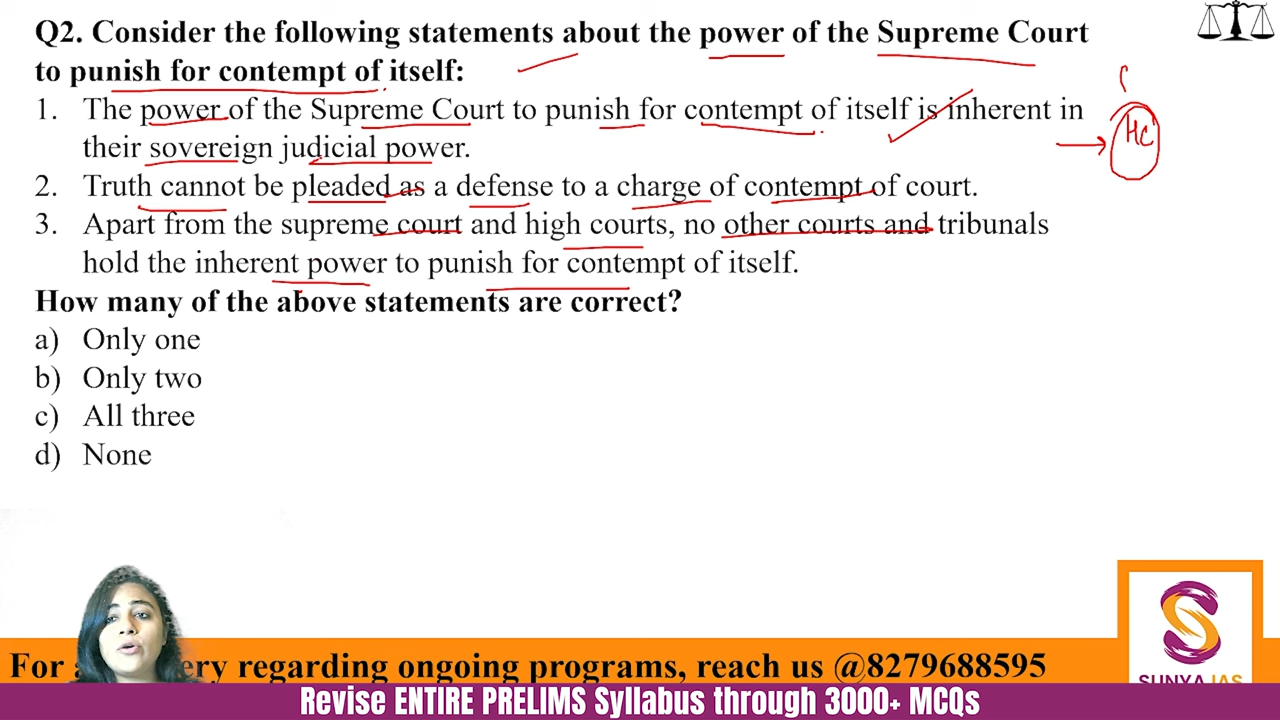 Q2. Consider the following statements about the power of the Supreme Court
to punish for contempt of itself:
1. The power of the Supreme Court to punish for contempt of itself is inherent in
their sovereign judicial power.
2. Truth cannot be pleaded as a defense to a charge of contempt of court.
3. Apart from the supreme court and high courts, no other courts and tribunals
hold the inherent power to punish for contempt of itself.
How many of the above statements are correct?
a) Only one
b) Only two
c) All three
d) None
HC
For a ery regarding ongoing programs, reach us @8279688595
SUNYA IAS
Revise ENTIRE PRELIMS Syllabus through 3000+ MCQs